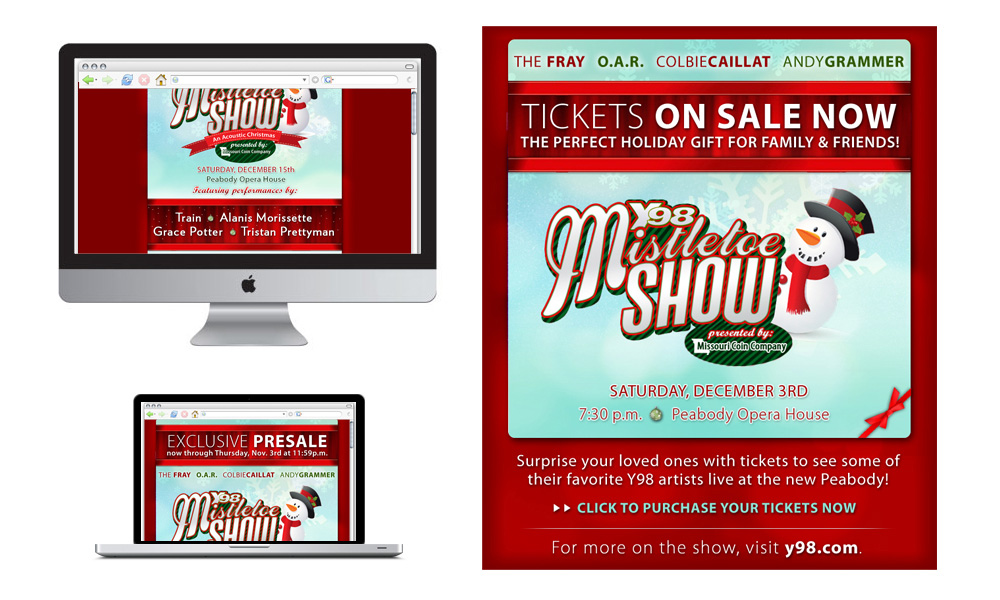 Mistletoe
SHOW
An Acoustic Christmas
presented by:
Missouri Coin Company
SATURDAY, DECEMBER 15th
Peabody Opera House
Featuring performances by:
Train Alanis Morissette
Grace Potter Tristan Prettyman
EXCLUSIVE PRESALE
now through Thursday, Nov. 3rd at 11:59p.m.
THE FRAY O.A.R. COLBIECAILLAT ANDYGRAMMER
Y98
Mistletoe
SHOW
THE FRAY O.A.R. COLBIECAILLAT ANDYGRAMMER
TICKETS ON SALE NOW
THE PERFECT HOLIDAY GIFT FOR FAMILY & FRIENDS!
Y98
Mistletoe
SHOW
presented by:
Missouri Coin Company
SATURDAY, DECEMBER 3RD
7:30 p.m. Peabody Opera House
Surprise your loved ones with tickets to see some of
their favorite Y98 artists live at the new Peabody!
CLICK TO PURCHASE YOUR TICKETS NOW
For more on the show, visit y98.com.